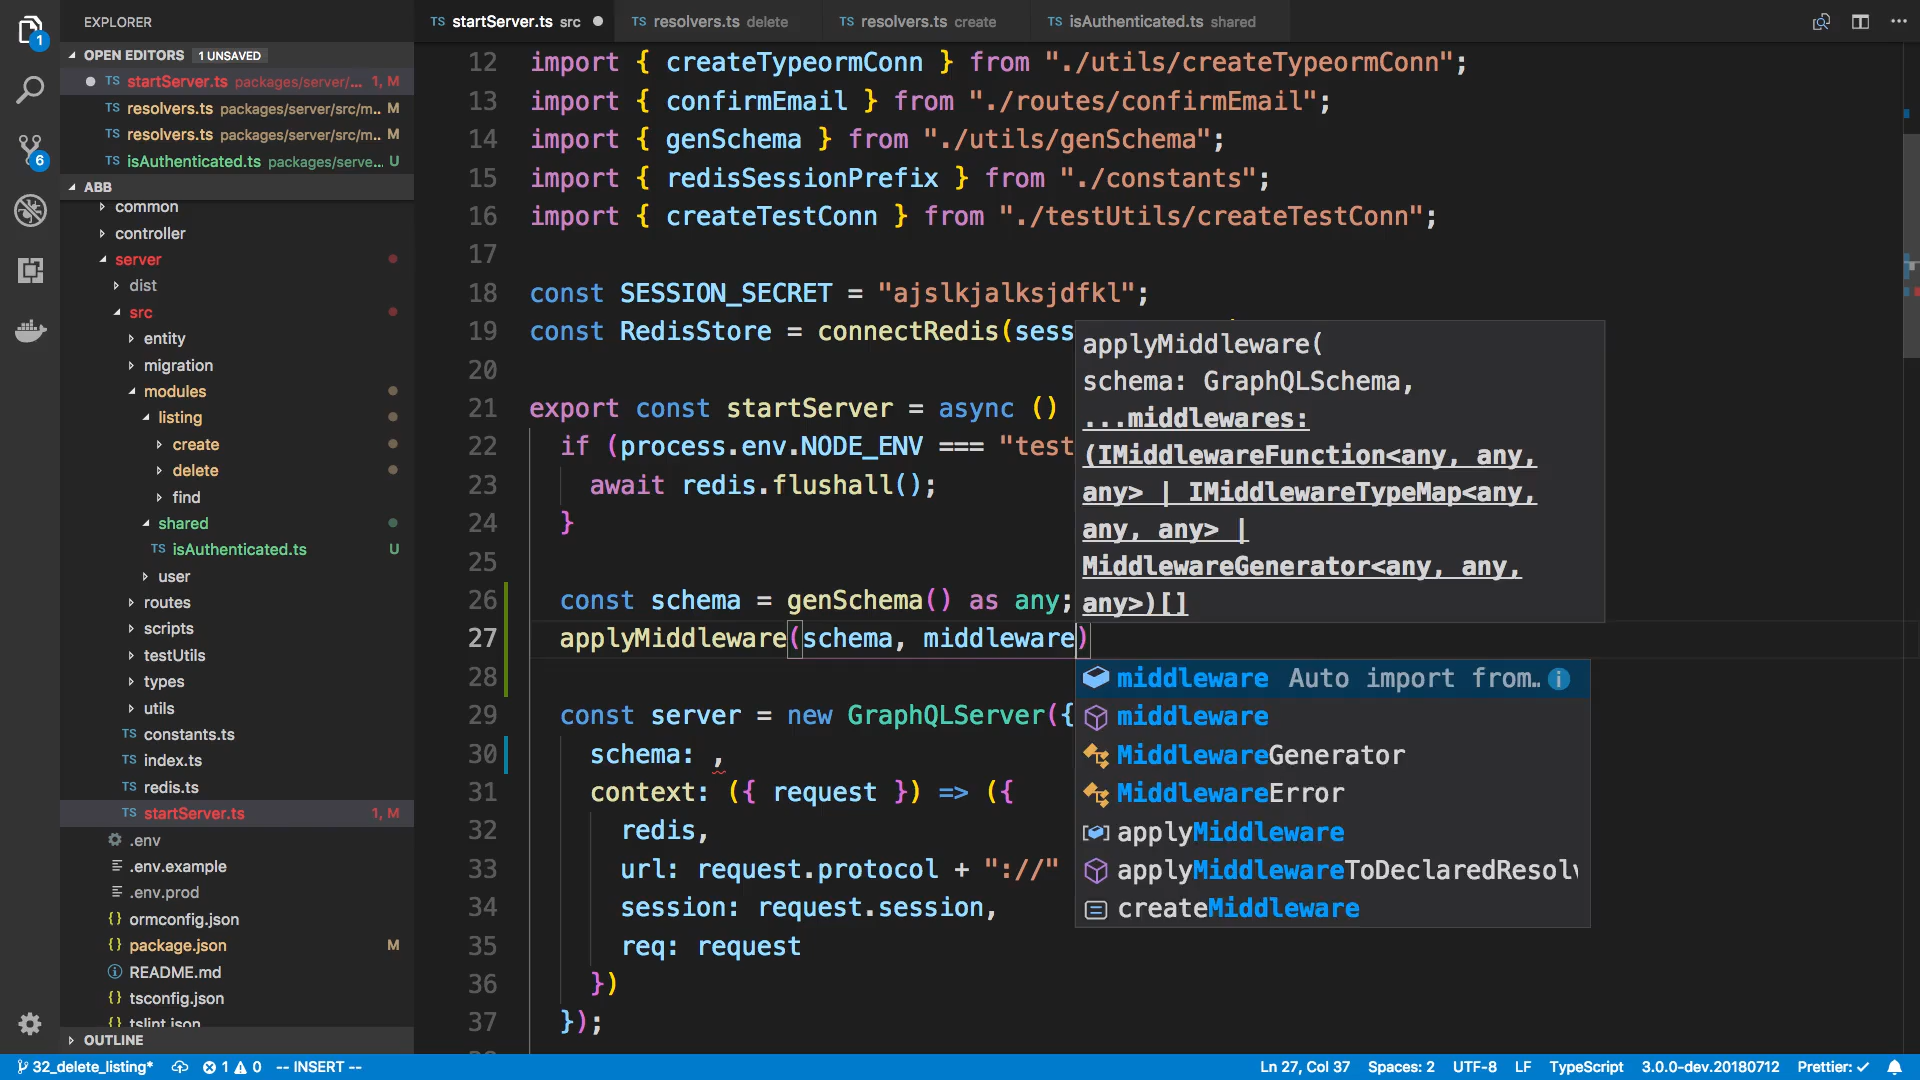 EXPLORER
OPEN EDITORS 1 UNSAVED
TS startServer.ts packages/server/... 1, M
TS resolvers.ts packages/server/src/m... M
TS resolvers.ts packages/server/src/m... M
TS isAuthenticated.ts packages/serve... U
ABB
common
controller
server
dist
src
entity
migration
modules
listing
create
delete
find
shared
TS isAuthenticated.ts U
user
routes
scripts
testUtils
types
utils
TS constants.ts
TS index.ts
TS redis.ts
TS startServer.ts 1, M
.env
.env.example
.env.prod
{} ormconfig.json
{} package.json M
README.md
{} tsconfig.json
{} tslint.json
OUTLINE
1
6
TS startServer.ts src
TS resolvers.ts delete
TS resolvers.ts create
TS isAuthenticated.ts shared
12 import { createTypeormConn } from "./utils/createTypeormConn";
13 import { confirmEmail } from "./routes/confirmEmail";
14 import { genSchema } from "./utils/genSchema";
15 import { redisSessionPrefix } from "./constants";
16 import { createTestConn } from "./testUtils/createTestConn";
17
18 const SESSION_SECRET = "ajslkjalksjdfkl";
19 const RedisStore = connectRedis(sess
20
21 export const startServer = async ()
22 if (process.env.NODE_ENV === "test
23 await redis.flushall();
24 }
25
26 const schema = genSchema() as any;
27 applyMiddleware(schema, middleware)
28
29 const server = new GraphQLServer({
30 schema: ,
31 context: ({ request }) => ({
32 redis,
33 url: request.protocol + "://"
34 session: request.session,
35 req: request
36 })
37 });
applyMiddleware(
schema: GraphQLSchema,
...middlewares:
(IMiddlewareFunction<any, any,
any> | IMiddlewareTypeMap<any,
any, any> |
MiddlewareGenerator<any, any,
any>)[]
middleware Auto import from…
middleware
MiddlewareGenerator
MiddlewareError
applyMiddleware
applyMiddlewareToDeclaredResolv
createMiddleware
32_delete_listing* 1 0 -- INSERT --
Ln 27, Col 37 Spaces: 2 UTF-8 LF TypeScript 3.0.0-dev.20180712 Prettier: ✓